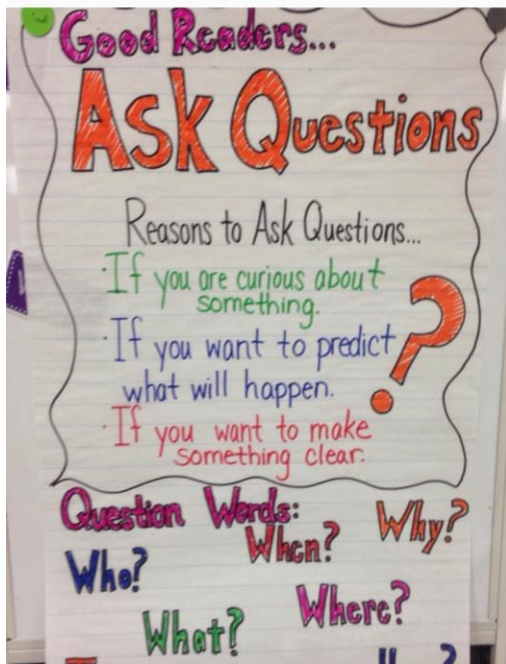 Good Readers...
Ask Questions
Reasons to Ask Questions...
·If you are curious about
something.
·If you want to predict
what will happen.
·If you want to make
something clear.
?
Question Words:
When? Why?
Who?
Where?
What?